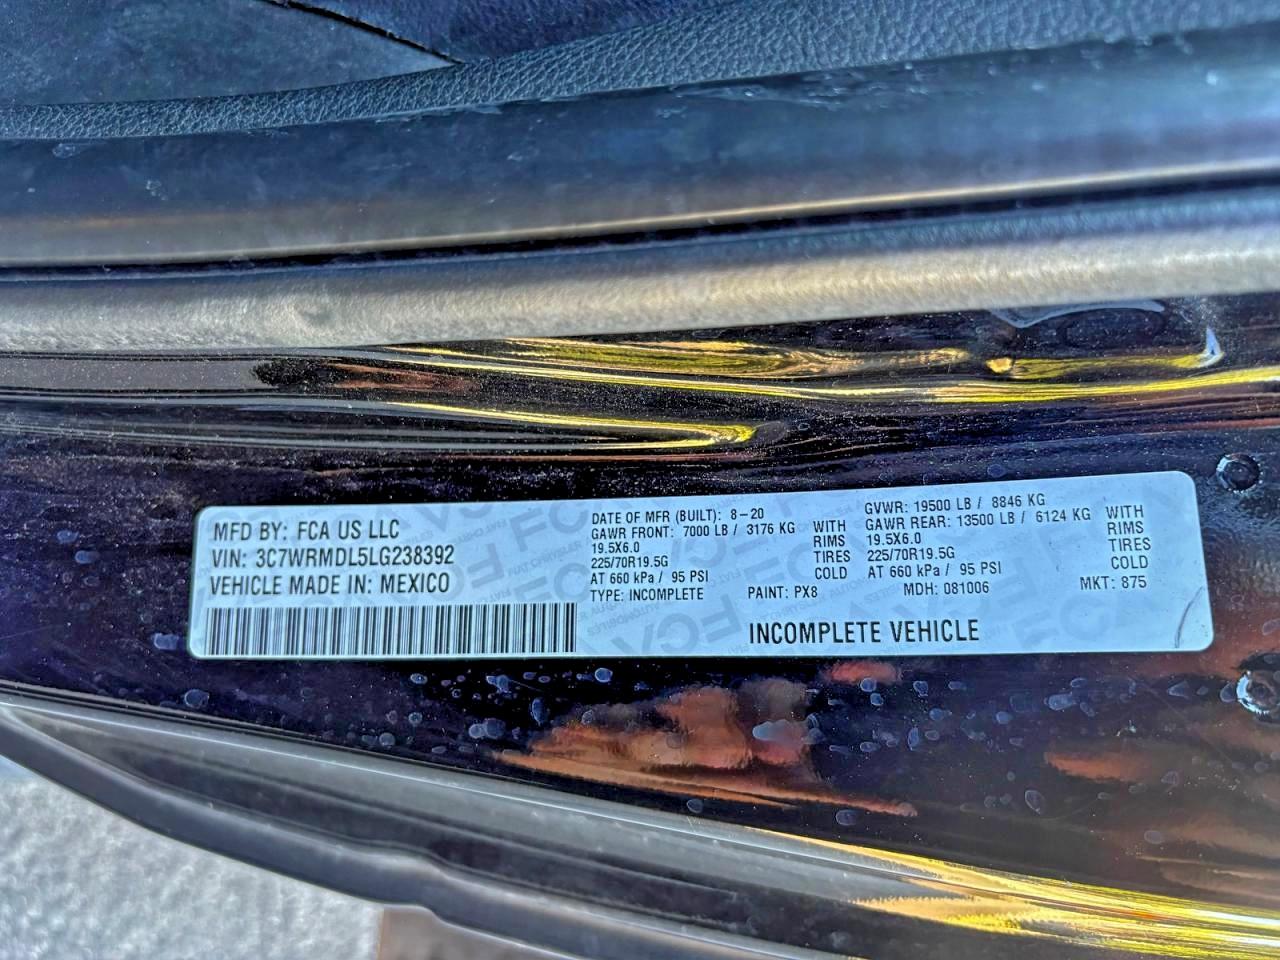 MFD BY: FCA US LLC
VIN: 3C7WRMDL5LG238392
VEHICLE MADE IN: MEXICO
DATE OF MFR (BUILT): 8-20
GAWR FRONT: 7000 LB / 3176 KG WITH
19.5X6.0 RIMS
225/70R19.5G TIRES
AT 660 kPa / 95 PSI COLD
TYPE: INCOMPLETE
GVWR: 19500 LB / 8846 KG
GAWR REAR: 13500 LB / 6124 KG WITH
19.5X6.0 RIMS
225/70R19.5G TIRES
AT 660 kPa / 95 PSI COLD
PAINT: PX8 MDH: 081006 MKT: 875
INCOMPLETE VEHICLE